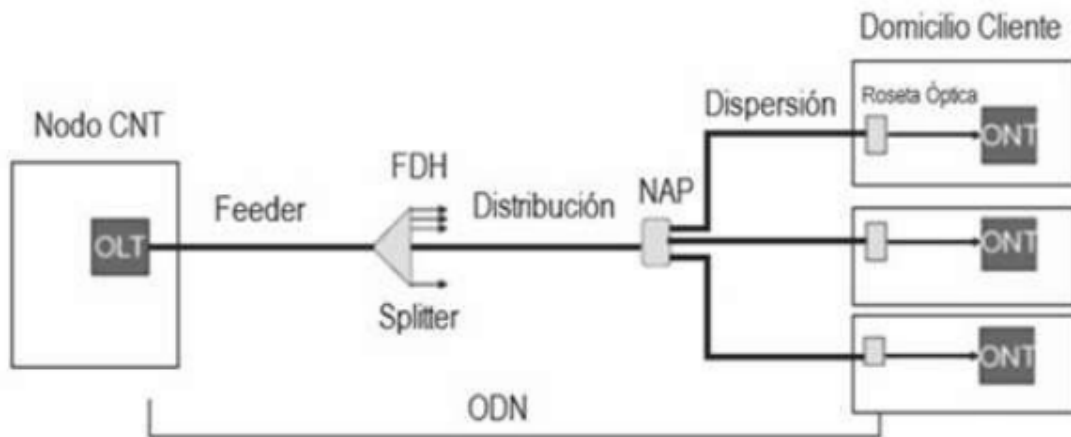 Domicilio Cliente
Nodo CNT
Dispersión
Roseta Óptica
ONT
FDH
NAP
Feeder
Distribución
OLT
ONT
Splitter
ONT
ODN